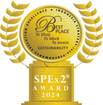 BEST
PLACE
To Shop
To Work
To Invest
SUSTAINABILITY
SPEx2®
AWARD
2024